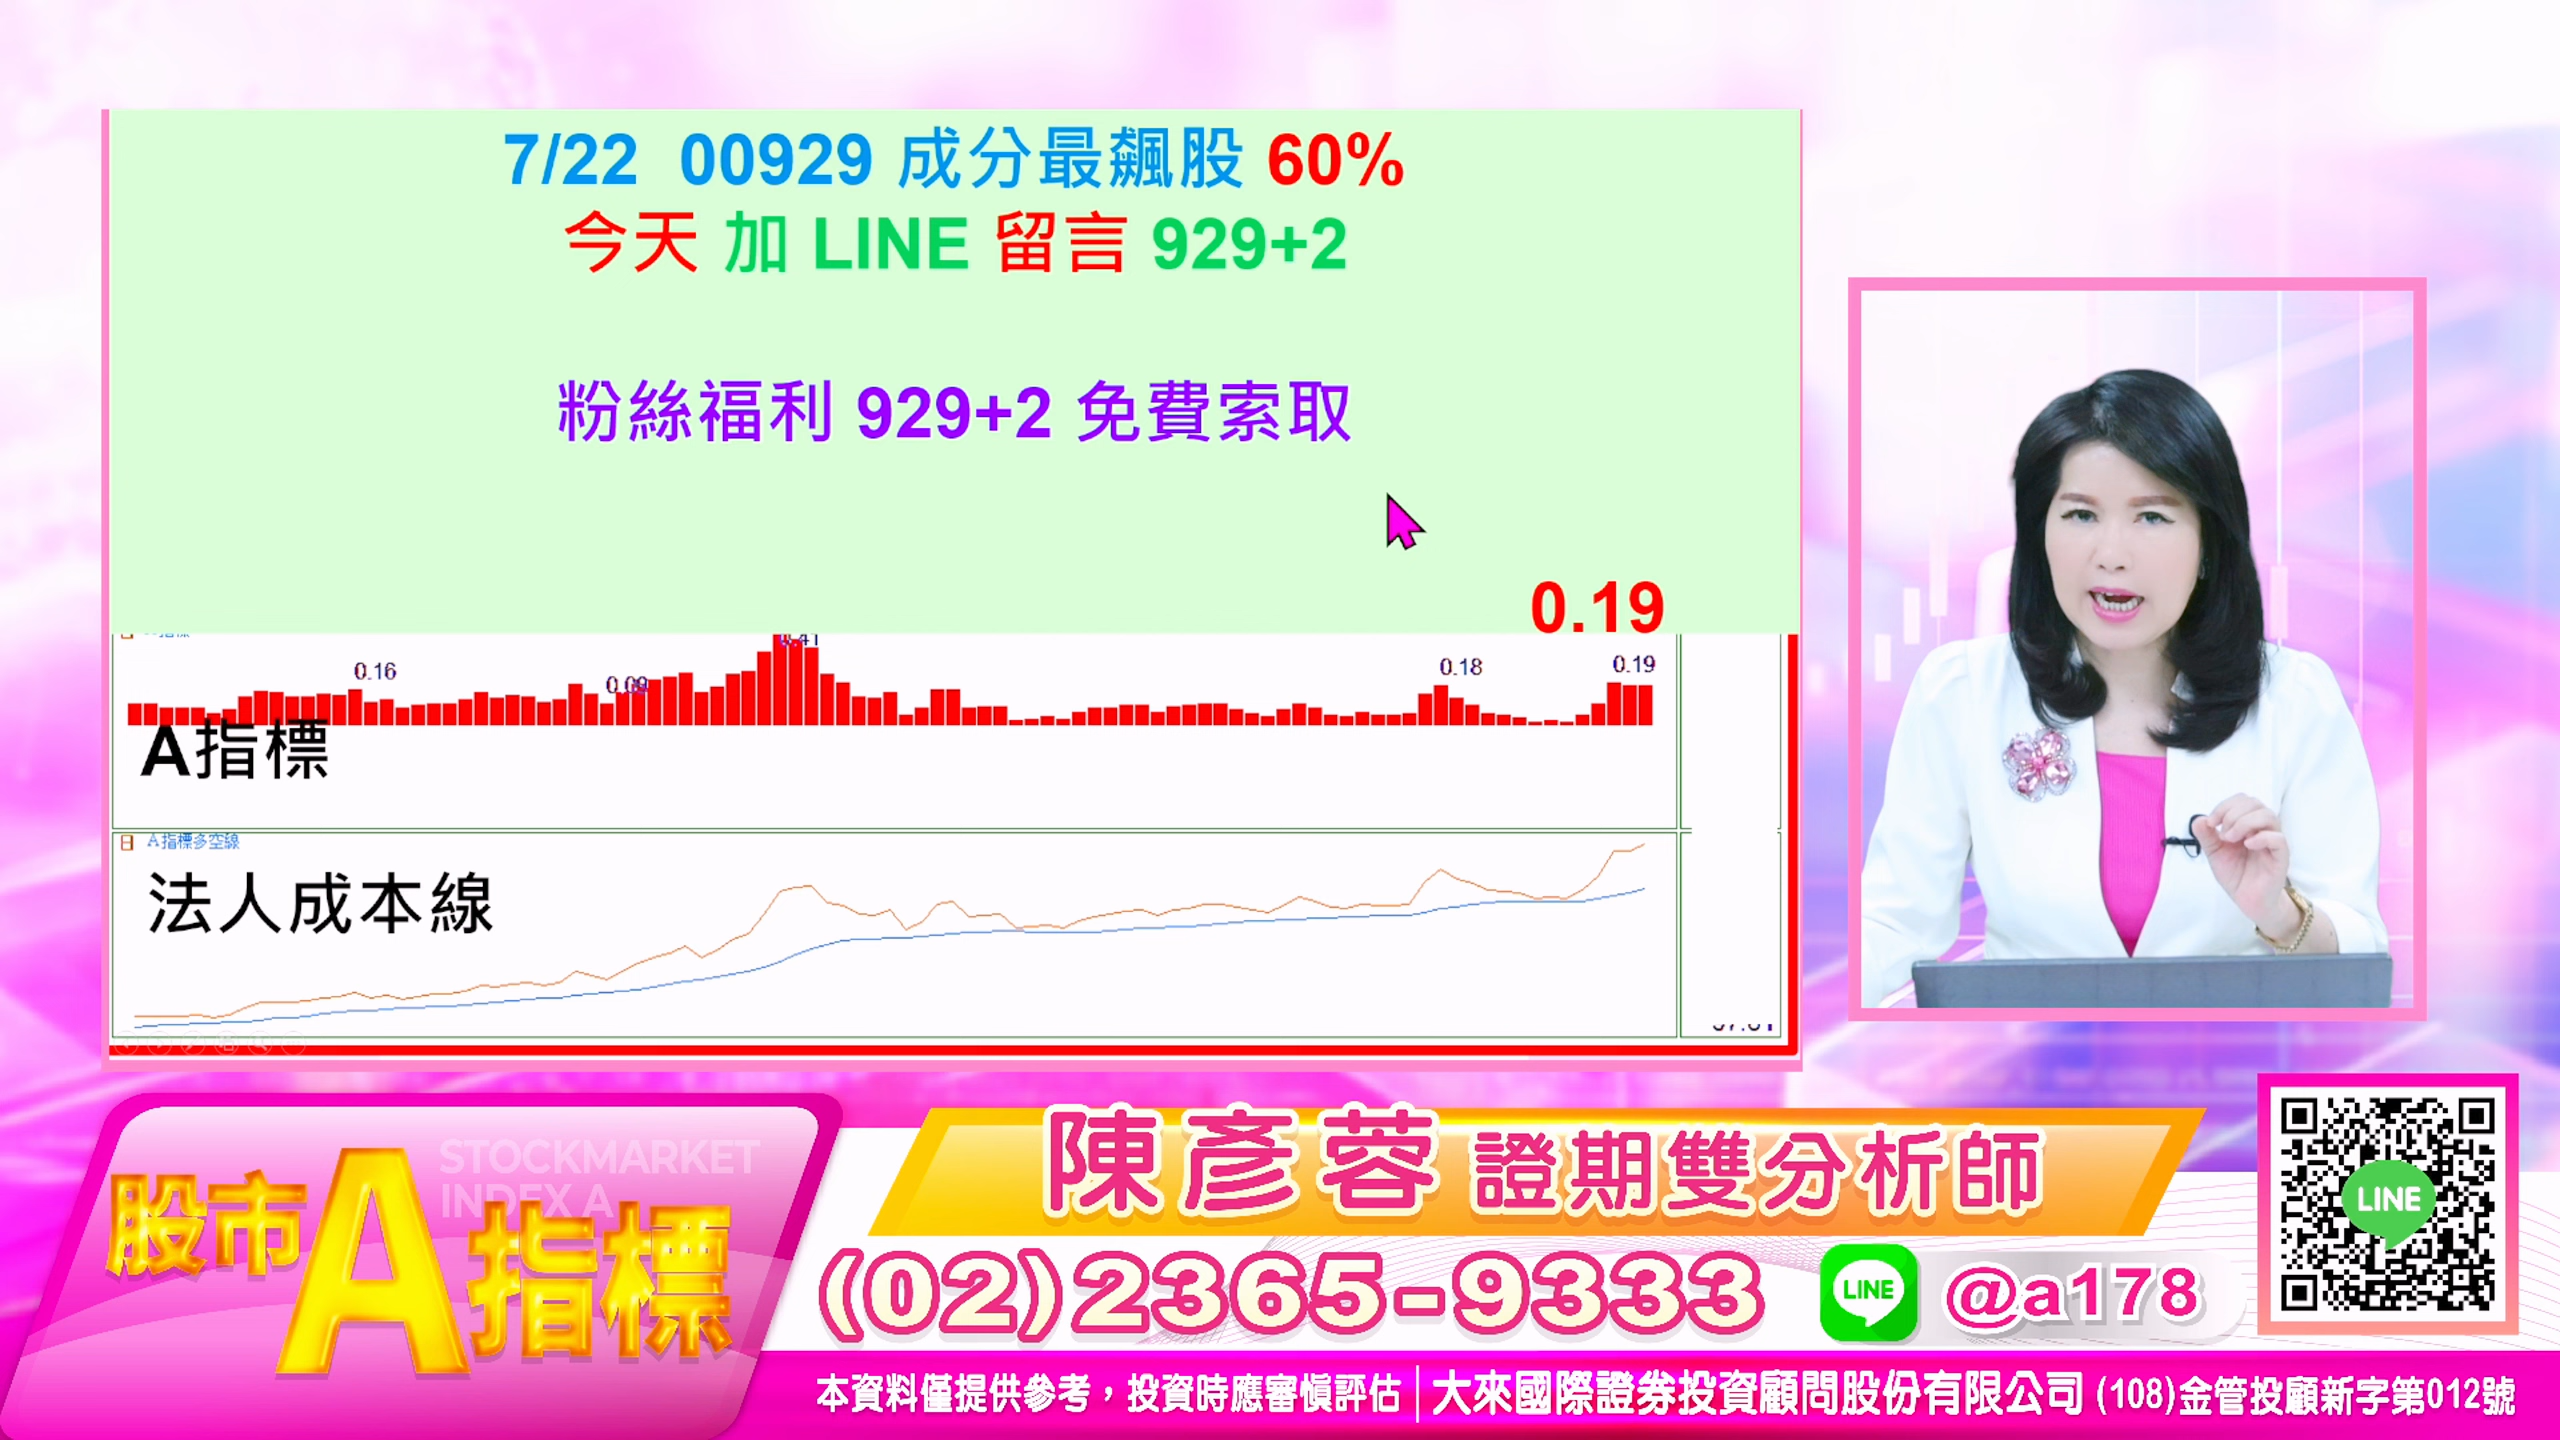 7/22 00929 成分最飆股 60%
今天 加 LINE 留言 929+2
粉絲福利 929+2 免費索取
0.19
0.16
0.09
0.41
0.18
0.19
A指標
A指標多空線
法人成本線
STOCKMARKET
INDEX A
股市A指標
陳彥蓉 證期雙分析師
(02)2365-9333
LINE
@a178
LINE
本資料僅提供參考，投資時應審慎評估
大來國際證券投資顧問股份有限公司 (108)金管投顧新字第012號